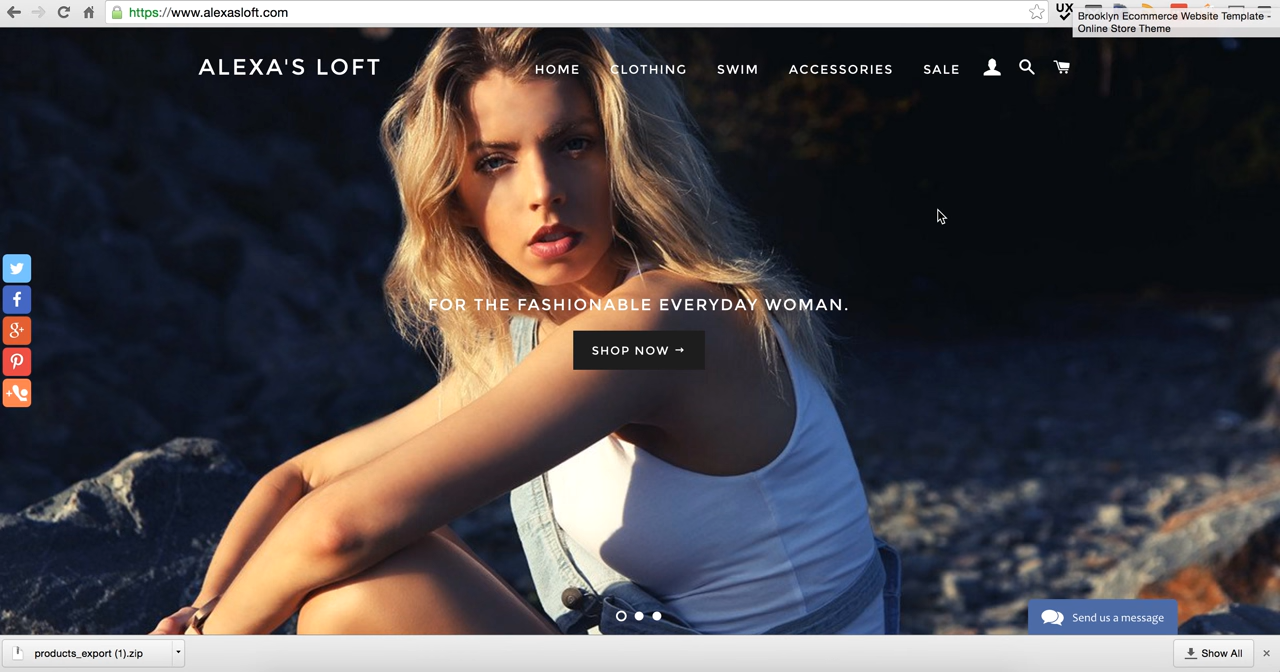 https://www.alexasloft.com
UX
Brooklyn Ecommerce Website Template -
Online Store Theme
ALEXA'S LOFT
HOME CLOTHING SWIM ACCESSORIES SALE
g+
FOR THE FASHIONABLE EVERYDAY WOMAN.
SHOP NOW →
Send us a message
products_export (1).zip
Show All